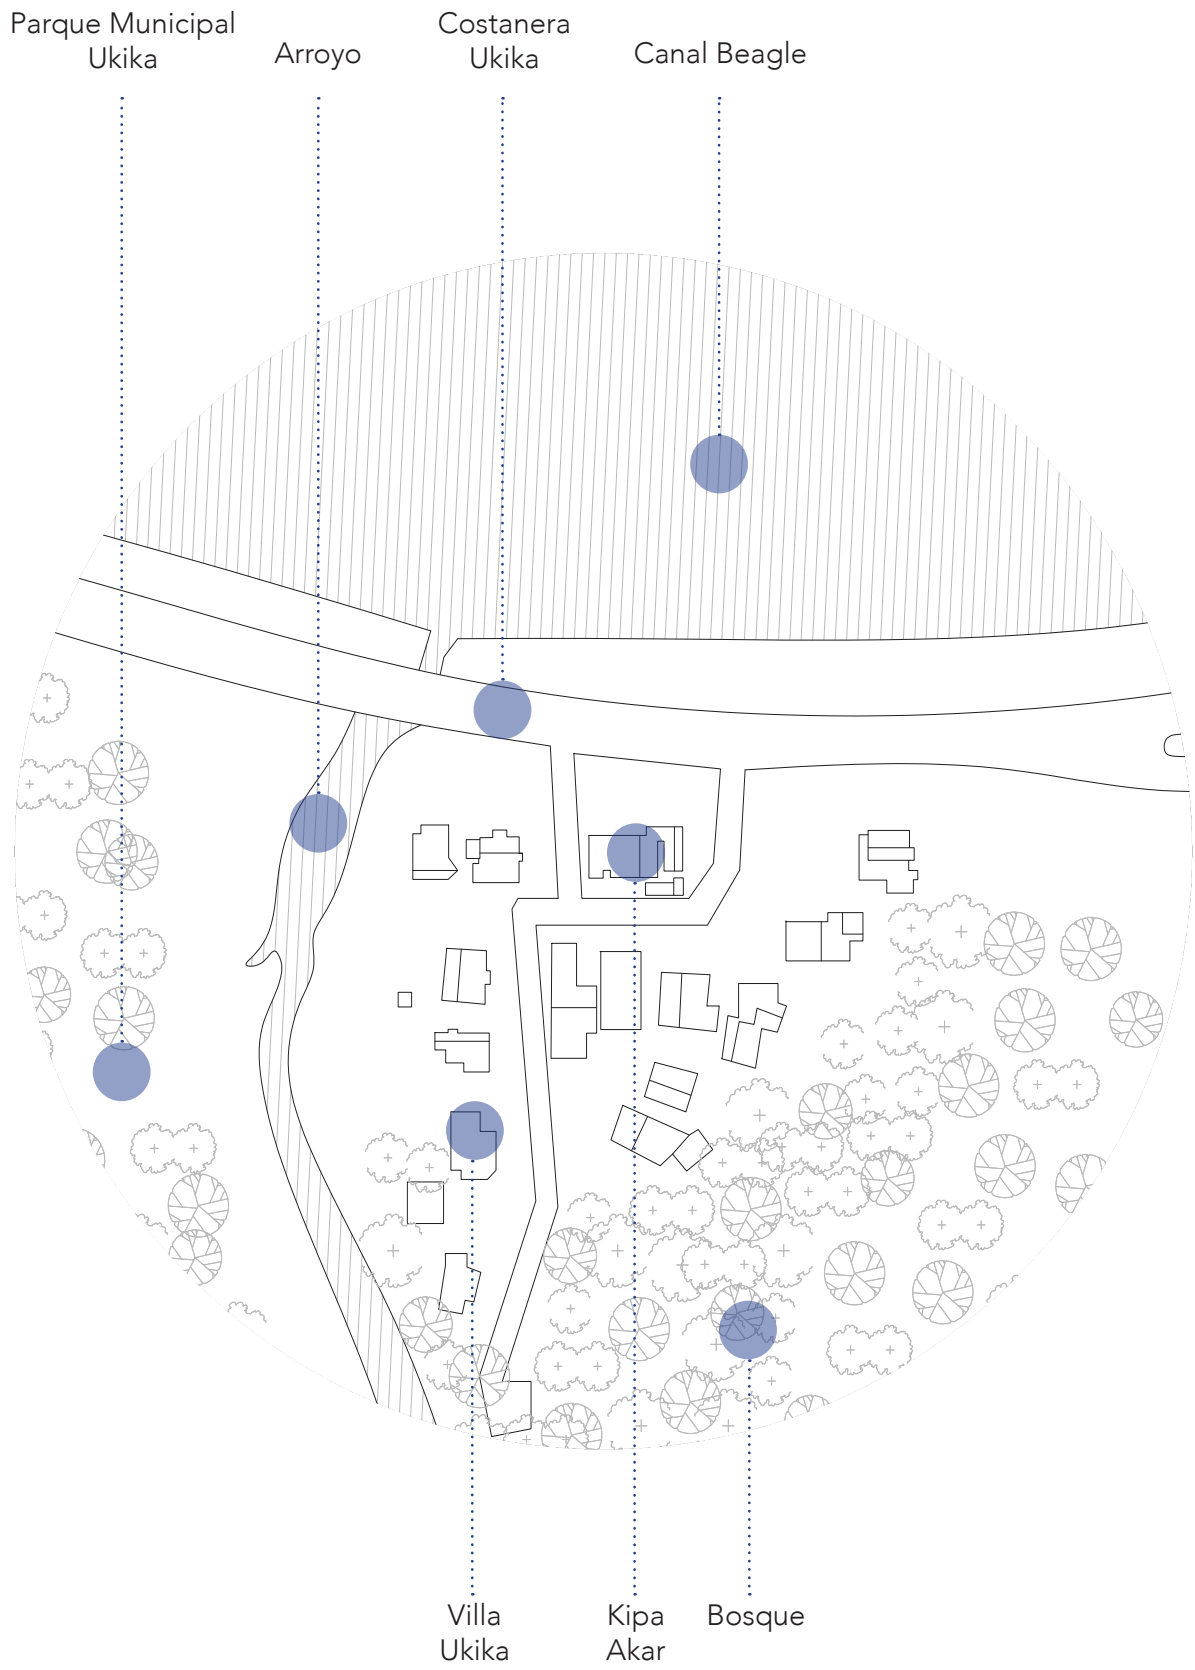 Parque Municipal
Ukika
Arroyo
Costanera
Ukika
Canal Beagle
Villa
Ukika
Kipa
Akar
Bosque